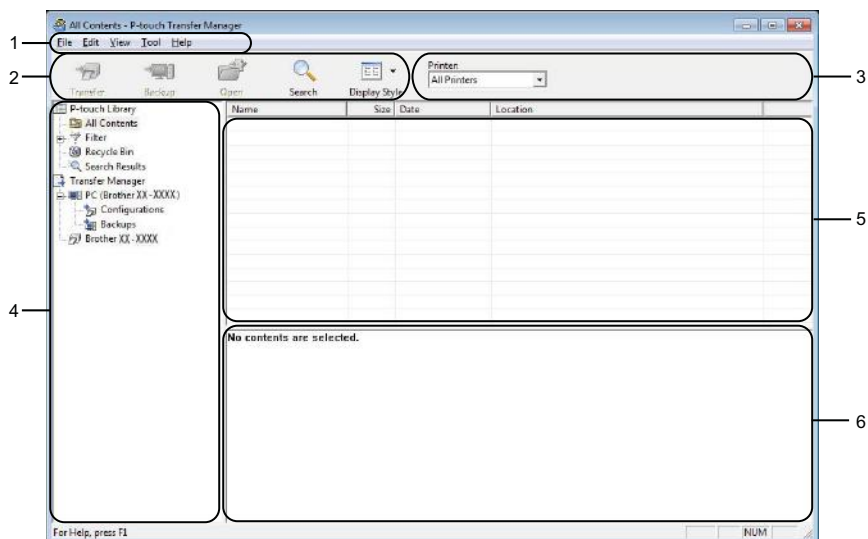 All Contents - P-touch Transfer Manager
1
File Edit View Tool Help
2
Transfer Backup Open Search Display Style
Printer:
All Printers
3
P-touch Library
All Contents
Filter
Recycle Bin
Search Results
Transfer Manager
PC (Brother XX-XXXX)
Configurations
Backups
Brother XX-XXXX
4
Name Size Date Location
5
No contents are selected.
6
For Help, press F1
NUM